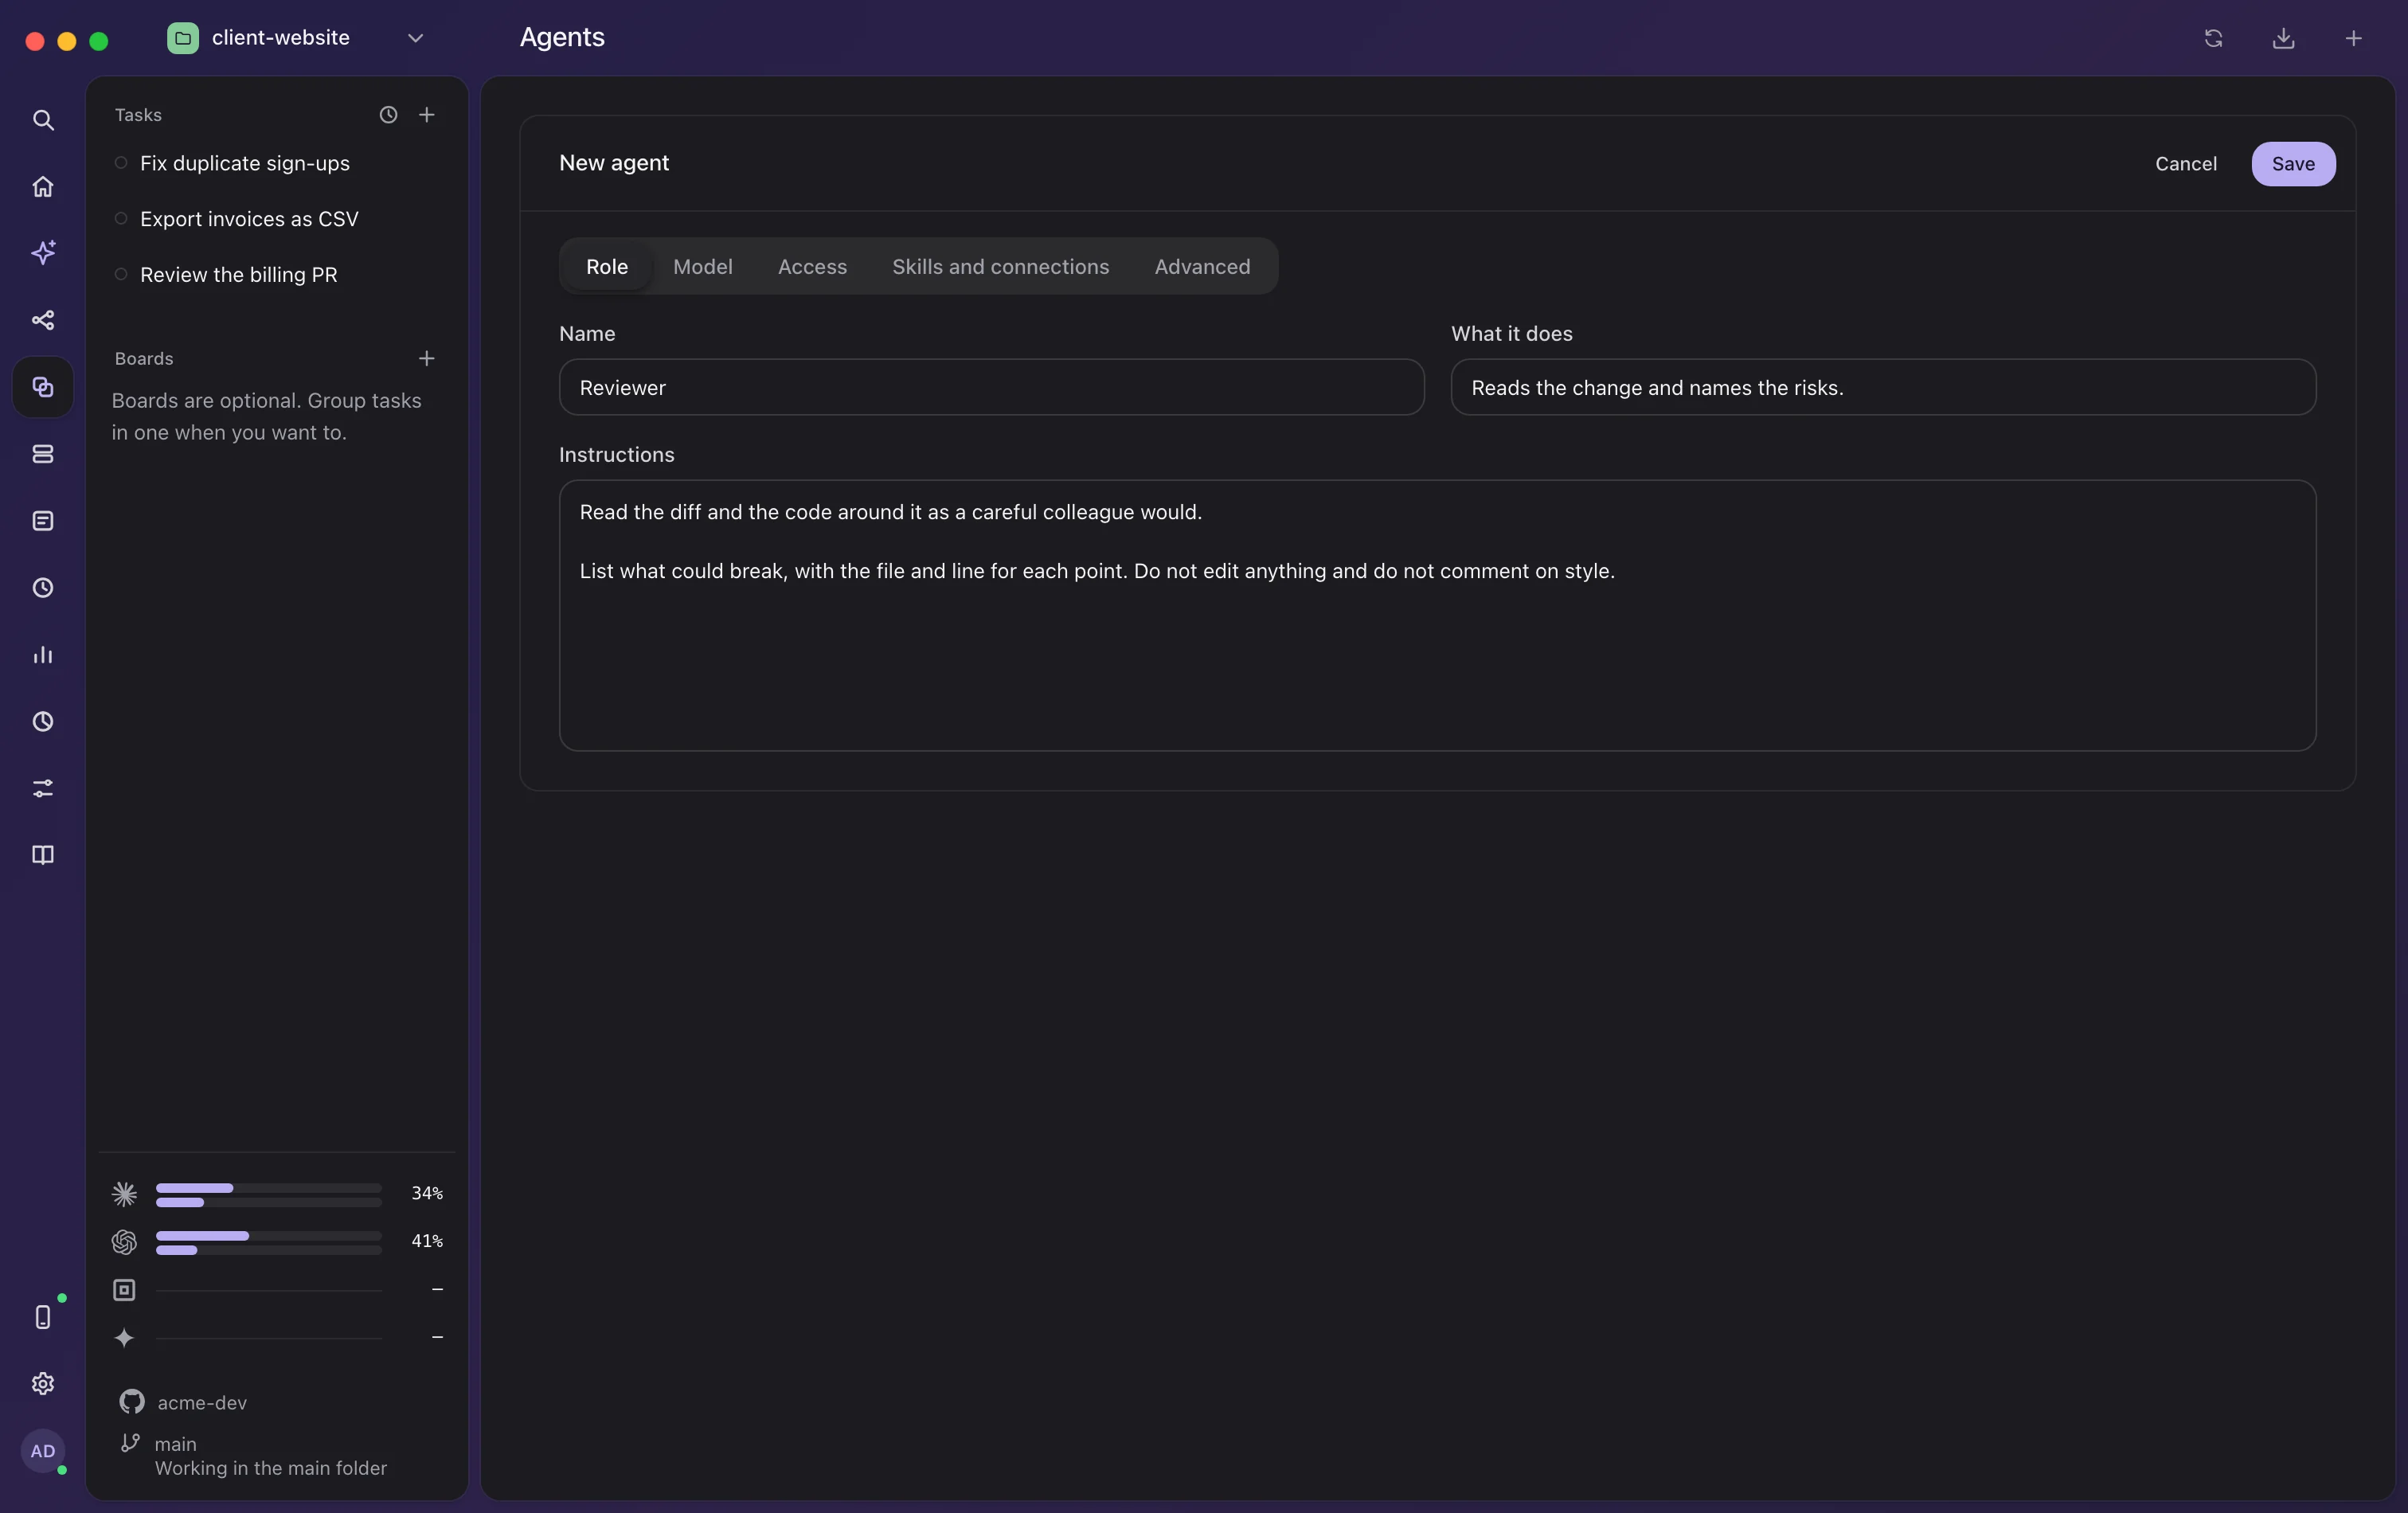 client-website
Agents
Tasks
Fix duplicate sign-ups
Export invoices as CSV
Review the billing PR
Boards
Boards are optional. Group tasks
in one when you want to.
34%
41%
–
–
acme-dev
main
Working in the main folder
AD
New agent
Cancel
Save
Role
Model
Access
Skills and connections
Advanced
Name
What it does
Reviewer
Reads the change and names the risks.
Instructions
Read the diff and the code around it as a careful colleague would.
List what could break, with the file and line for each point. Do not edit anything and do not comment on style.